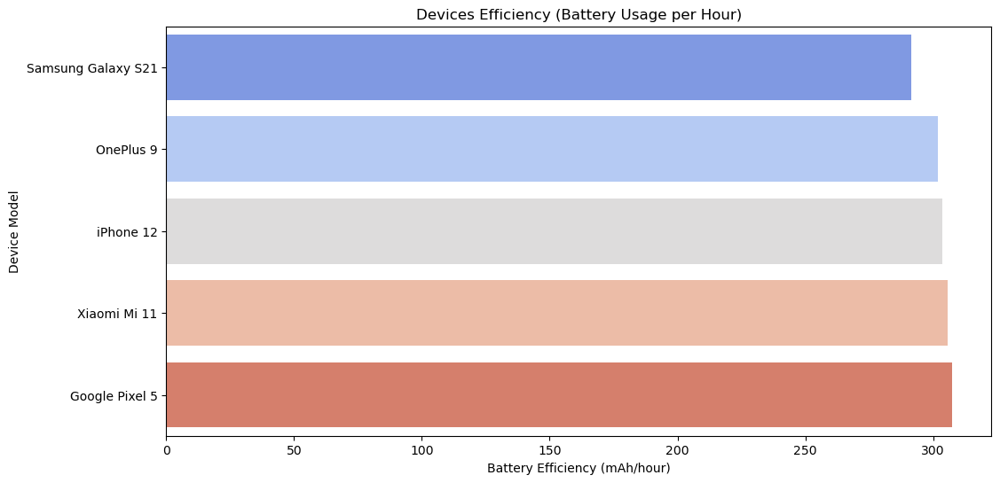 Devices Efficiency (Battery Usage per Hour)
Device Model
Samsung Galaxy S21
OnePlus 9
iPhone 12
Xiaomi Mi 11
Google Pixel 5
0 50 100 150 200 250 300
Battery Efficiency (mAh/hour)